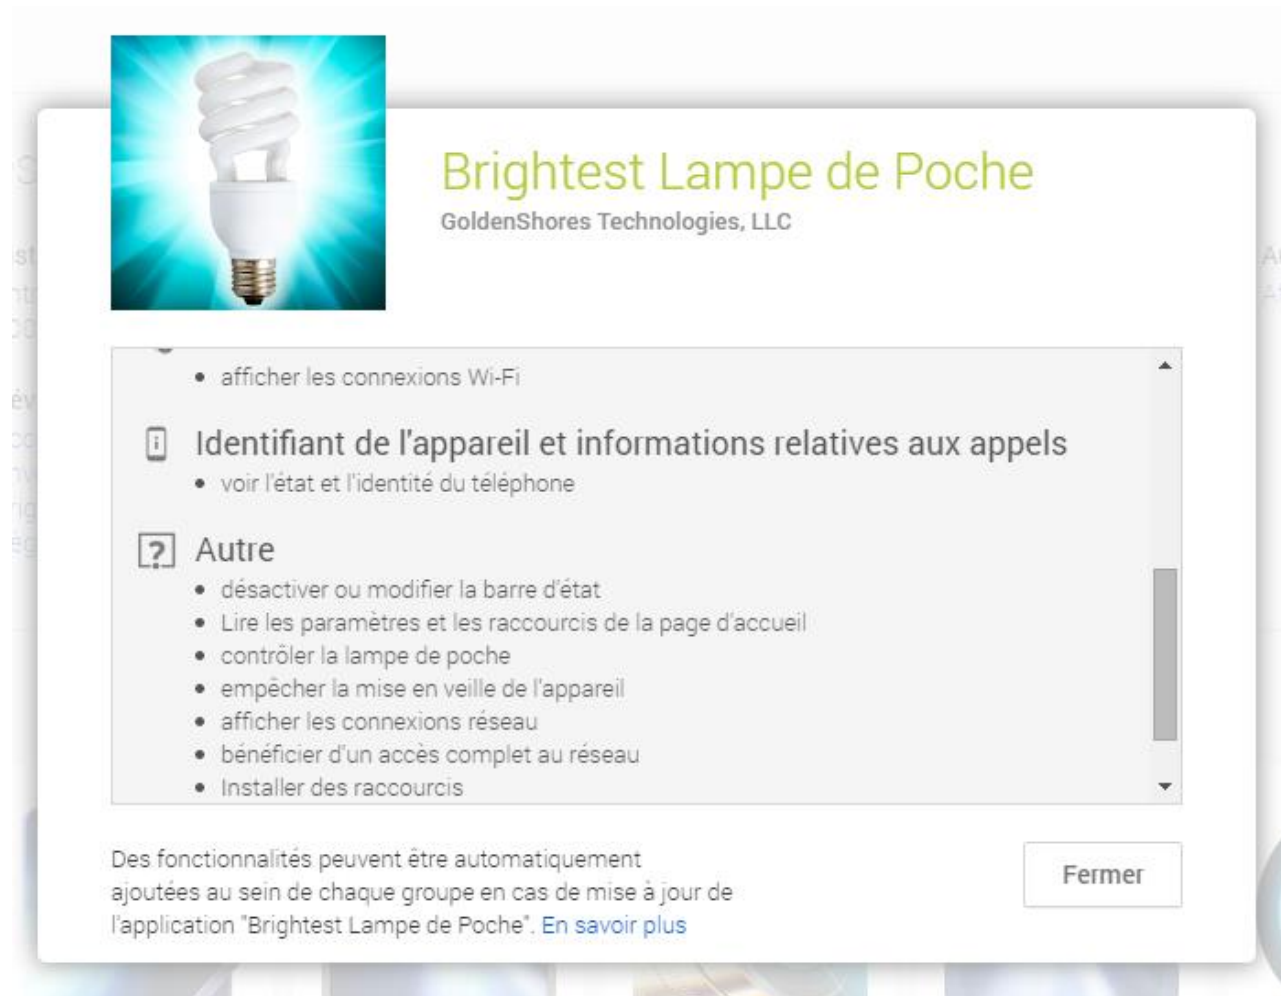 Brightest Lampe de Poche
GoldenShores Technologies, LLC
afficher les connexions Wi-Fi
Identifiant de l'appareil et informations relatives aux appels
voir l'état et l'identité du téléphone
Autre
désactiver ou modifier la barre d'état
Lire les paramètres et les raccourcis de la page d'accueil
contrôler la lampe de poche
empêcher la mise en veille de l'appareil
afficher les connexions réseau
bénéficier d'un accès complet au réseau
Installer des raccourcis
Des fonctionnalités peuvent être automatiquement
ajoutées au sein de chaque groupe en cas de mise à jour de
l'application "Brightest Lampe de Poche". En savoir plus
Fermer